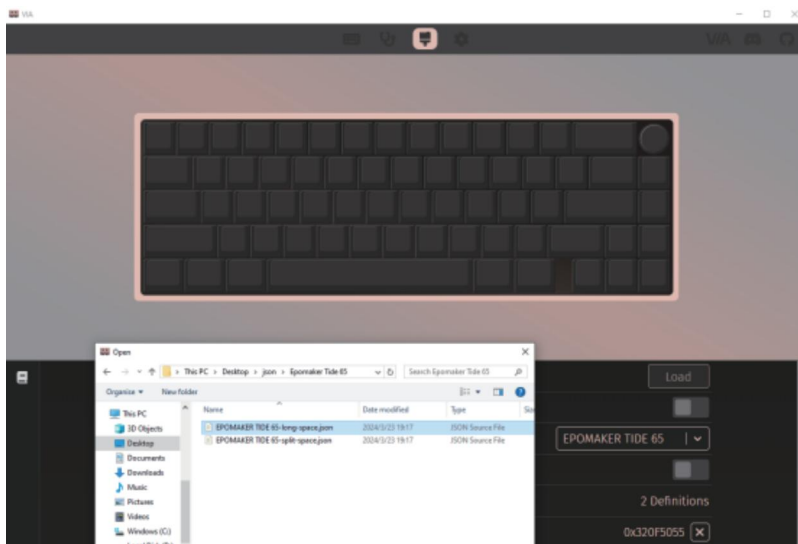 VIA
VIA
Open
This PC > Desktop > json > Epomaker Tide 65
Search Epomaker Tide 65
Organise
New folder
Name
Date modified
Type
Siz
This PC
3D Objects
Desktop
Documents
Downloads
Music
Pictures
Videos
Windows (C:)
EPOMAKER TIDE 65-long-space.json
2024/3/23 19:17
JSON Source File
EPOMAKER TIDE 65-split-space.json
2024/3/23 19:17
JSON Source File
Load
EPOMAKER TIDE 65
2 Definitions
0x320F5055